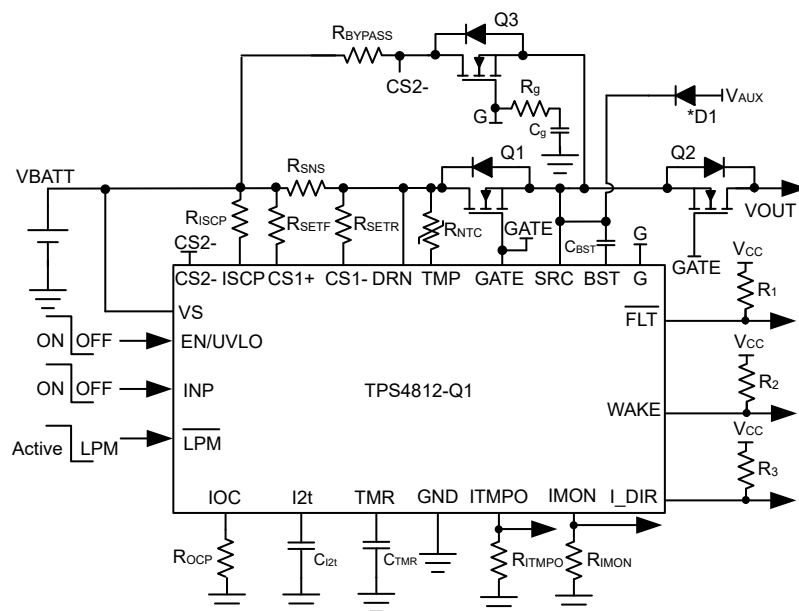 Q3
RBYPASS
CS2-
Rg
G
Cg
VAUX
*D1
Q1
Q2
RSNS
VBATT
VOUT
RISCP
RSETF
RSETR
RNTC
GATE
CBST
G
GATE
VCC
CS2-
CS2- ISCP CS1+ CS1- DRN TMP GATE SRC BST G
R1
VS
FLT
ON OFF
EN/UVLO
VCC
R2
ON OFF
INP
TPS4812-Q1
WAKE
Active LPM
LPM
VCC
R3
IOC I2t TMR GND ITMPO IMON I_DIR
ROCP
CI2t
CTMR
RITMPO
RIMON